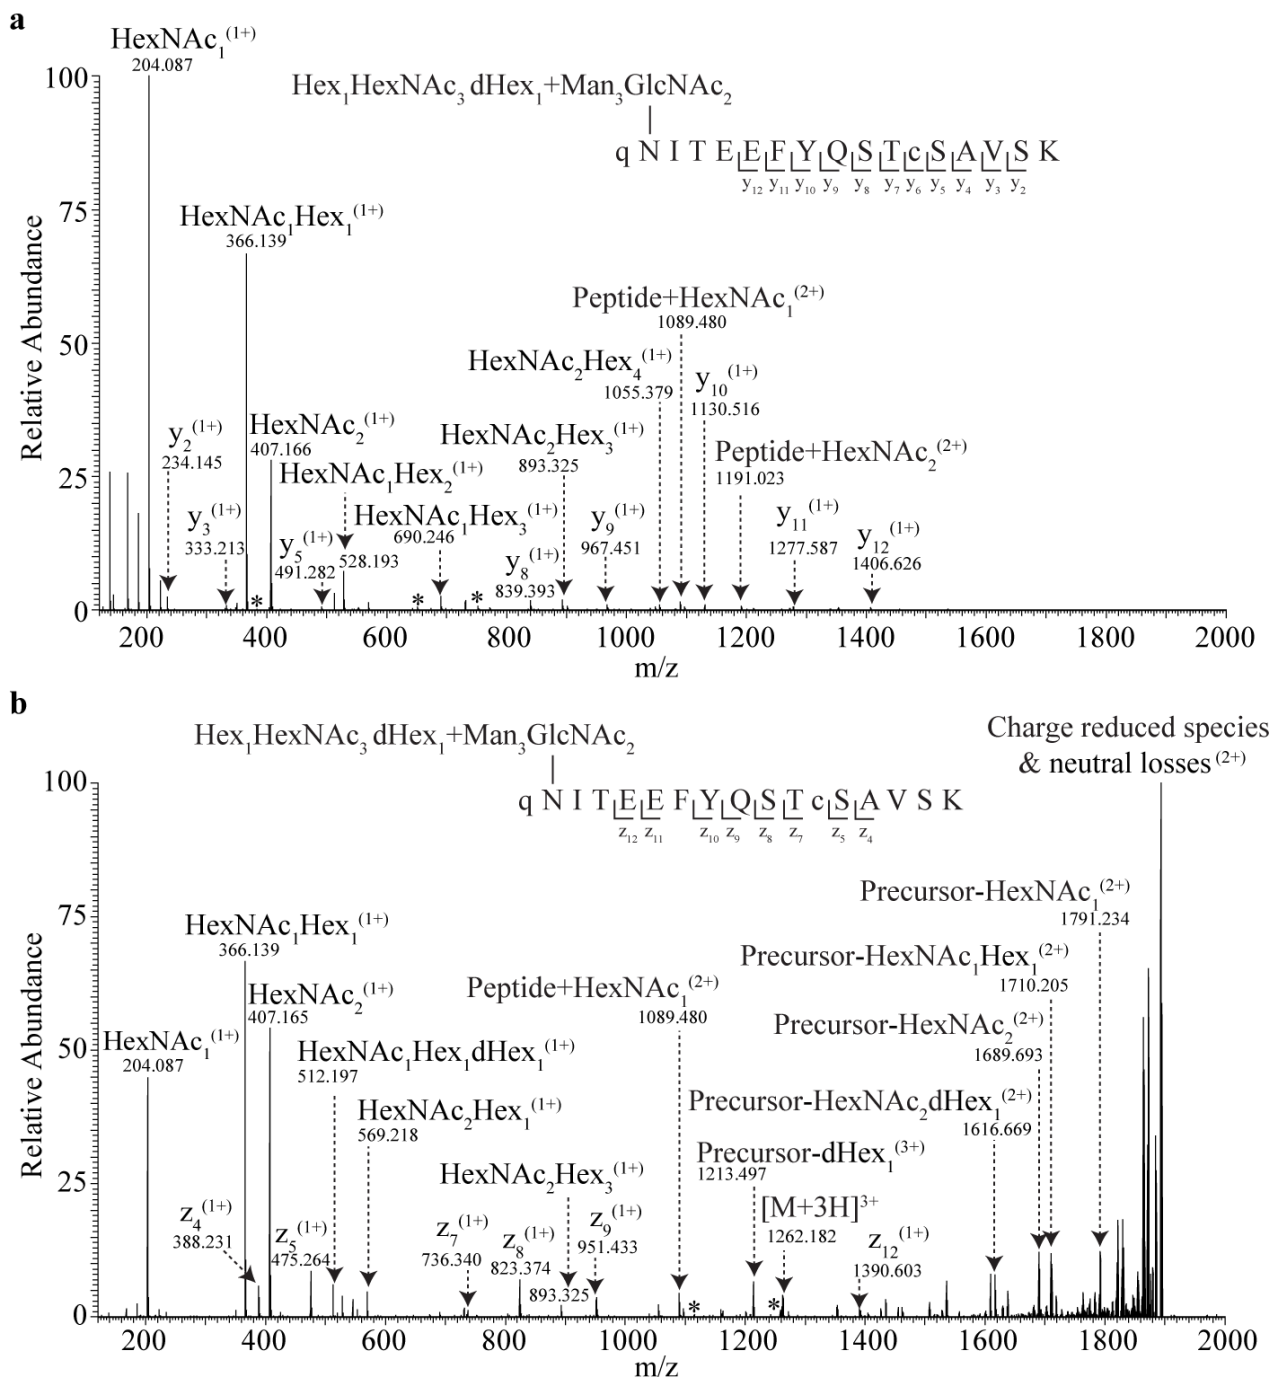 a
HexNAc₁⁽¹⁺⁾
204.087
Hex₁HexNAc₃dHex₁+Man₃GlcNAc₂
q N I T E E F Y Q S T c S A V S K
y₁₂ y₁₁ y₁₀ y₉ y₈ y₇ y₆ y₅ y₄ y₃ y₂
HexNAc₁Hex₁⁽¹⁺⁾
366.139
Peptide+HexNAc₁⁽²⁺⁾
1089.480
HexNAc₂Hex₄⁽¹⁺⁾
1055.379
y₁₀⁽¹⁺⁾
1130.516
y₂⁽¹⁺⁾
234.145
HexNAc₂⁽¹⁺⁾
407.166
HexNAc₂Hex₃⁽¹⁺⁾
893.325
Peptide+HexNAc₂⁽²⁺⁾
1191.023
HexNAc₁Hex₂⁽¹⁺⁾
528.193
y₃⁽¹⁺⁾
333.213
y₅⁽¹⁺⁾
491.282
HexNAc₁Hex₃⁽¹⁺⁾
690.246
y₈⁽¹⁺⁾
839.393
y₉⁽¹⁺⁾
967.451
y₁₁⁽¹⁺⁾
1277.587
y₁₂⁽¹⁺⁾
1406.626
* * *
Relative Abundance
100
75
50
25
0
200 400 600 800 1000 1200 1400 1600 1800 2000
m/z
b
Hex₁HexNAc₃dHex₁+Man₃GlcNAc₂
q N I T E E F Y Q S T c S A V S K
z₁₂ z₁₁ z₁₀ z₉ z₈ z₇ z₅ z₄
Charge reduced species
& neutral losses⁽²⁺⁾
Precursor-HexNAc₁⁽²⁺⁾
1791.234
HexNAc₁Hex₁⁽¹⁺⁾
366.139
Precursor-HexNAc₁Hex₁⁽²⁺⁾
1710.205
HexNAc₂⁽¹⁺⁾
407.165
Peptide+HexNAc₁⁽²⁺⁾
1089.480
Precursor-HexNAc₂⁽²⁺⁾
1689.693
HexNAc₁⁽¹⁺⁾
204.087
HexNAc₁Hex₁dHex₁⁽¹⁺⁾
512.197
Precursor-HexNAc₂dHex₁⁽²⁺⁾
1616.669
HexNAc₂Hex₁⁽¹⁺⁾
569.218
Precursor-dHex₁⁽³⁺⁾
1213.497
HexNAc₂Hex₃⁽¹⁺⁾
893.325
[M+3H]³⁺
1262.182
z₄⁽¹⁺⁾
388.231
z₅⁽¹⁺⁾
475.264
z₇⁽¹⁺⁾
736.340
z₈⁽¹⁺⁾
823.374
z₉⁽¹⁺⁾
951.433
z₁₂⁽¹⁺⁾
1390.603
* *
Relative Abundance
100
75
50
25
0
200 400 600 800 1000 1200 1400 1600 1800 2000
m/z